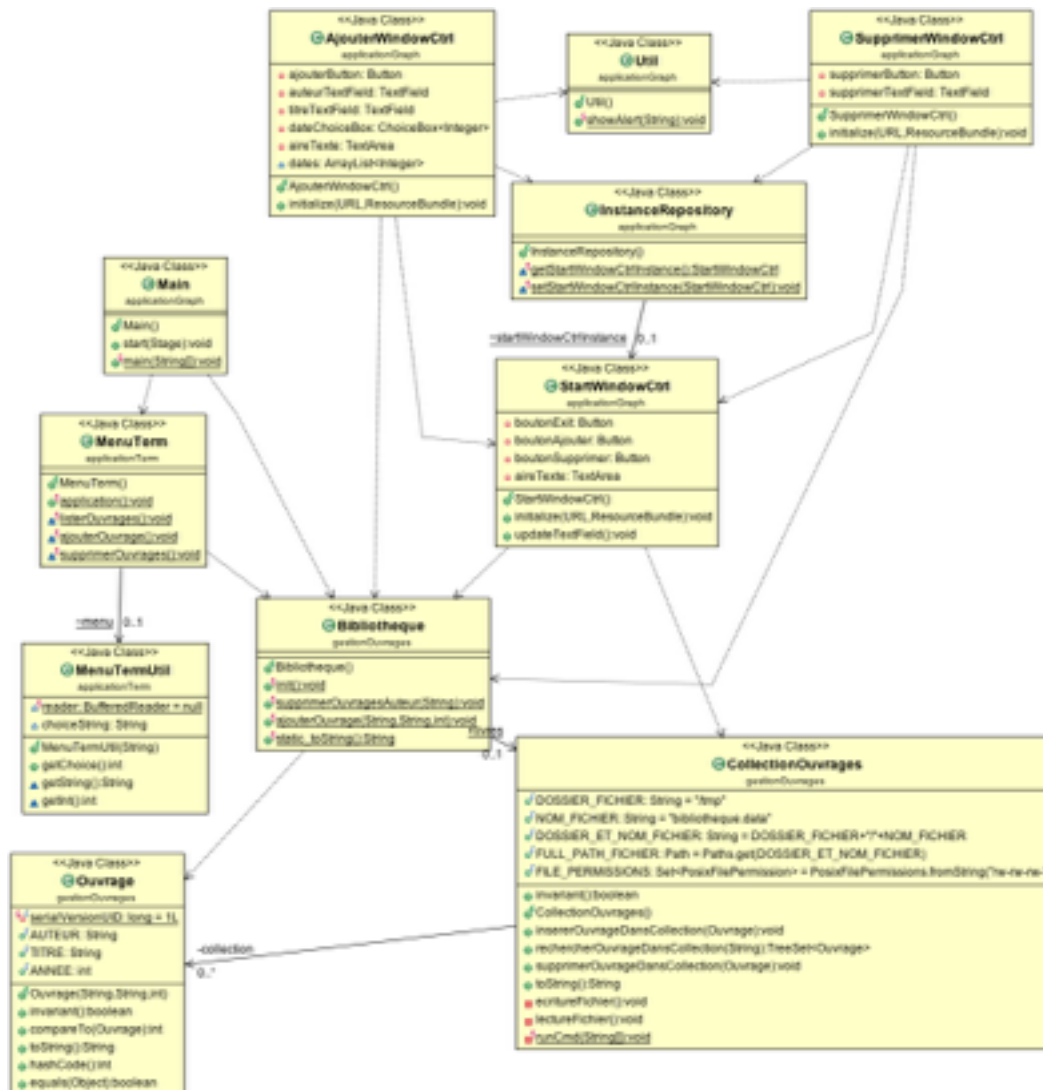 <<Java Class>>
AjouterWindowCtrl
applicationGraph
ajouterButton: Button
auteurTextField: TextField
titreTextField: TextField
dateChoiceBox: ChoiceBox<Integer>
aireTexte: TextArea
dates: ArrayList<Integer>
AjouterWindowCtrl()
initialize(URL,ResourceBundle):void
<<Java Class>>
Util
applicationGraph
Util()
showAlert(String):void
<<Java Class>>
SupprimerWindowCtrl
applicationGraph
supprimerButton: Button
supprimerTextField: TextField
SupprimerWindowCtrl()
initialize(URL,ResourceBundle):void
<<Java Class>>
InstanceRepository
applicationGraph
InstanceRepository()
getStartWindowCtrlInstance():StartWindowCtrl
setStartWindowCtrlInstance(StartWindowCtrl):void
<<Java Class>>
Main
applicationGraph
Main()
start(Stage):void
main(String[]):void
~startWindowCtrlInstance 0..1
<<Java Class>>
StartWindowCtrl
applicationGraph
boutonExit: Button
boutonAjouter: Button
boutonSupprimer: Button
aireTexte: TextArea
StartWindowCtrl()
initialize(URL,ResourceBundle):void
updateTextField():void
<<Java Class>>
MenuTerm
applicationTerm
MenuTerm()
application():void
listerOuvrages():void
ajouterOuvrage():void
supprimerOuvrages():void
~menu 0..1
<<Java Class>>
Bibliotheque
gestionOuvrages
Bibliotheque()
init():void
supprimerOuvragesAuteur(String):void
ajouterOuvrage(String,String,int):void
static_toString():String
0..1
<<Java Class>>
MenuTermUtil
applicationTerm
reader: BufferedReader = null
choiceString: String
MenuTermUtil(String)
getChoice():int
getString():String
getInt():int
<<Java Class>>
CollectionOuvrages
gestionOuvrages
DOSSIER_FICHIER: String = "/tmp"
NOM_FICHIER: String = "bibliotheque.data"
DOSSIER_ET_NOM_FICHIER: String = DOSSIER_FICHIER+"/"+NOM_FICHIER
FULL_PATH_FICHIER: Path = Paths.get(DOSSIER_ET_NOM_FICHIER)
FILE_PERMISSIONS: Set<PosixFilePermission> = PosixFilePermissions.fromString("rw-rw-rw-
invariant():boolean
CollectionOuvrages()
insererOuvrageDansCollection(Ouvrage):void
rechercherOuvrageDansCollection(String):TreeSet<Ouvrage>
supprimerOuvrageDansCollection(Ouvrage):void
toString():String
ecritureFichier():void
lectureFichier():void
runCmd(String[]):void
<<Java Class>>
Ouvrage
gestionOuvrages
serialVersionUID: long = 1L
AUTEUR: String
TITRE: String
ANNEE: int
Ouvrage(String,String,int)
invariant():boolean
compareTo(Ouvrage):int
toString():String
hashCode():int
equals(Object):boolean
-collection
0..*